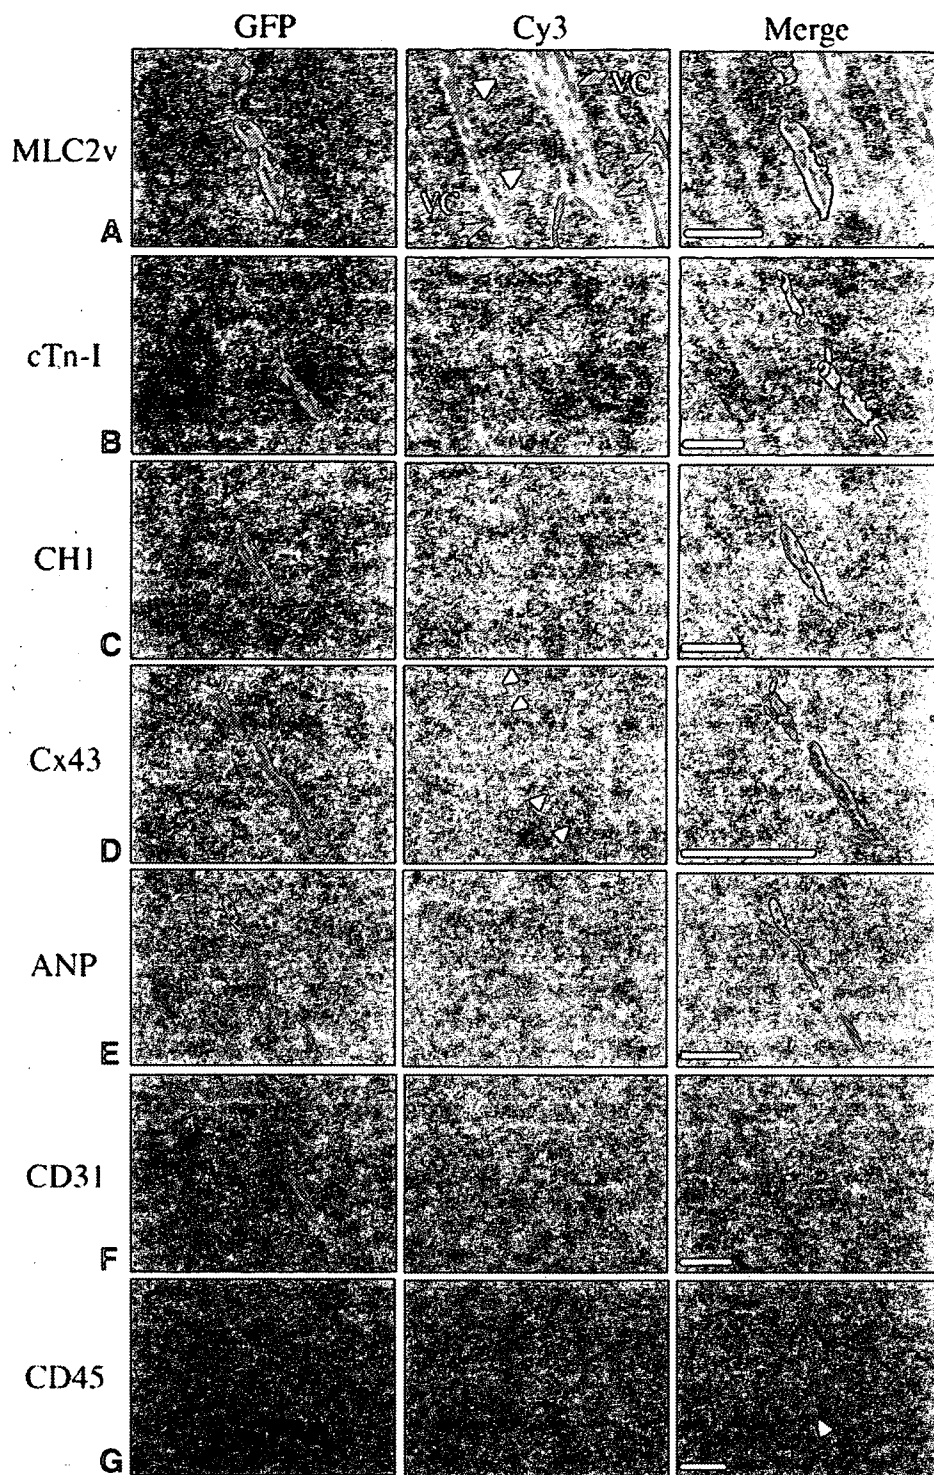 GFP Cy3 Merge
MLC2v VC
VC
A
cTn-I
B
CH1
C
Cx43
D
ANP
E
CD31
F
CD45
G